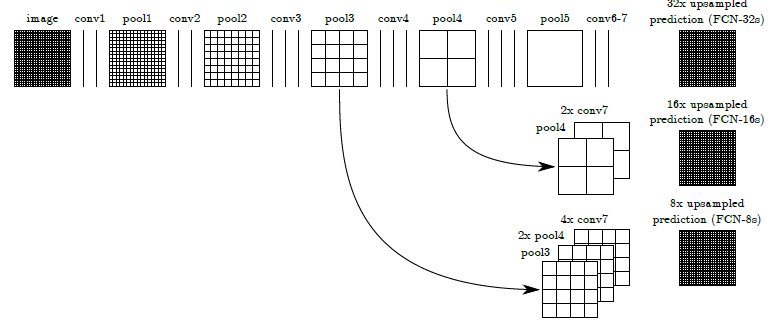 image conv1 pool1 conv2 pool2 conv3 pool3 conv4 pool4 conv5 pool5 conv6-7
32x upsampled
prediction (FCN-32s)
2x conv7
pool4
16x upsampled
prediction (FCN-16s)
4x conv7
2x pool4
pool3
8x upsampled
prediction (FCN-8s)